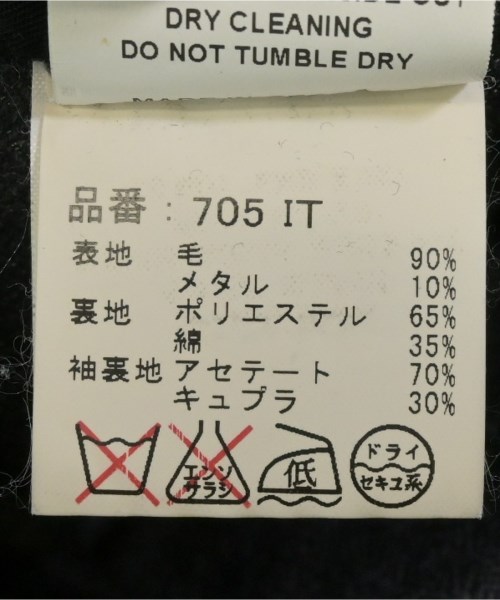 DRY CLEANING
DO NOT TUMBLE DRY
品番 : 705 IT
表地 毛 90%
メタル 10%
裏地 ポリエステル 65%
綿 35%
袖裏地 アセテート 70%
キュプラ 30%
エンソ
サラシ
低
ドライ
セキユ系